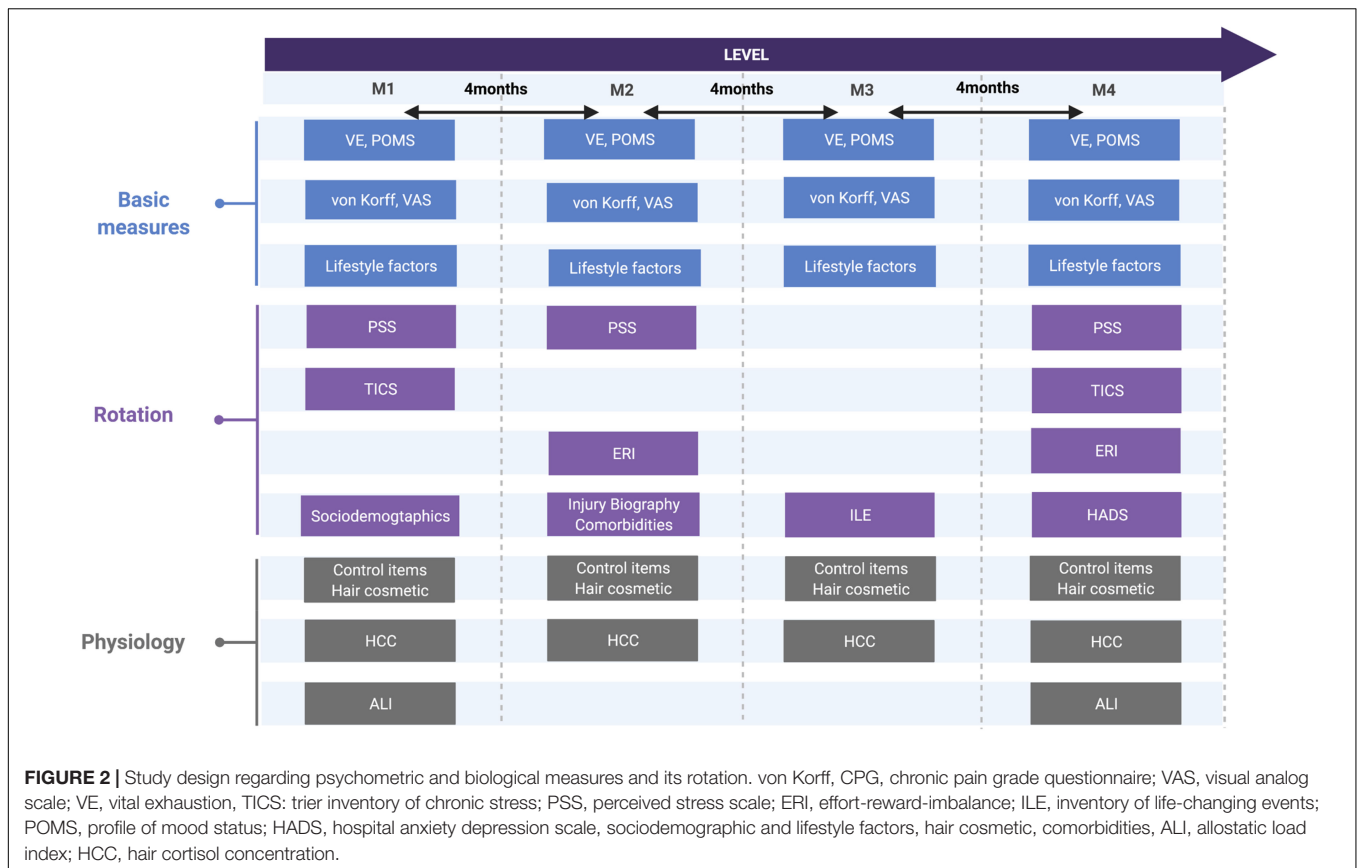 LEVEL
M1 4months M2 4months M3 4months M4
VE, POMS VE, POMS VE, POMS VE, POMS
Basic
measures
von Korff, VAS von Korff, VAS von Korff, VAS von Korff, VAS
Lifestyle factors Lifestyle factors Lifestyle factors Lifestyle factors
PSS PSS PSS
TICS TICS
Rotation
ERI ERI
Sociodemogtaphics
Injury Biography
Comorbidities
ILE
HADS
Control items Control items Control items Control items
Hair cosmetic Hair cosmetic Hair cosmetic Hair cosmetic
Physiology
HCC HCC HCC HCC
ALI ALI
FIGURE 2 | Study design regarding psychometric and biological measures and its rotation. von Korff, CPG, chronic pain grade questionnaire; VAS, visual analog
scale; VE, vital exhaustion, TICS: trier inventory of chronic stress; PSS, perceived stress scale; ERI, effort-reward-imbalance; ILE, inventory of life-changing events;
POMS, profile of mood status; HADS, hospital anxiety depression scale, sociodemographic and lifestyle factors, hair cosmetic, comorbidities, ALI, allostatic load
index; HCC, hair cortisol concentration.